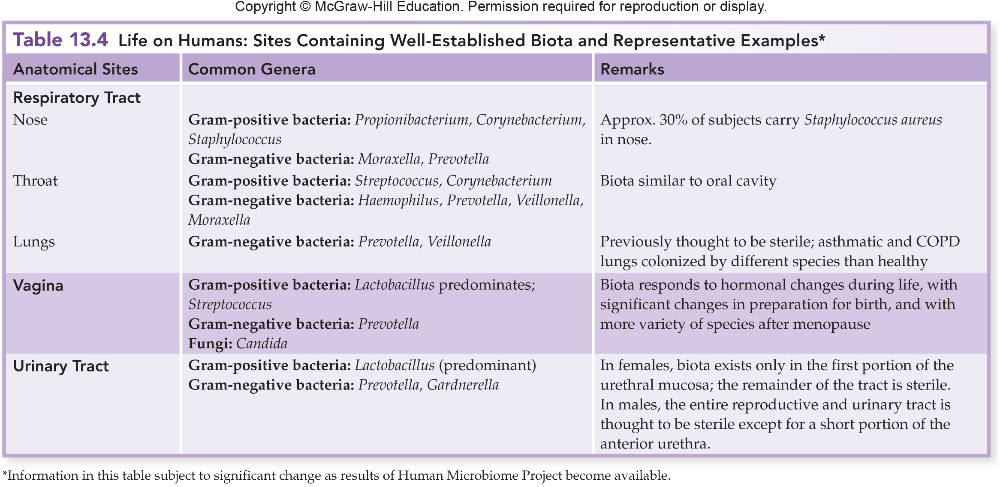 Copyright © McGraw-Hill Education. Permission required for reproduction or display.
Table 13.4 Life on Humans: Sites Containing Well-Established Biota and Representative Examples*
Anatomical Sites Common Genera Remarks
Respiratory Tract
Nose Gram-positive bacteria: Propionibacterium, Corynebacterium, Approx. 30% of subjects carry Staphylococcus aureus
Staphylococcus in nose.
Gram-negative bacteria: Moraxella, Prevotella
Throat Gram-positive bacteria: Streptococcus, Corynebacterium Biota similar to oral cavity
Gram-negative bacteria: Haemophilus, Prevotella, Veillonella,
Moraxella
Lungs Gram-negative bacteria: Prevotella, Veillonella Previously thought to be sterile; asthmatic and COPD
lungs colonized by different species than healthy
Vagina Gram-positive bacteria: Lactobacillus predominates; Biota responds to hormonal changes during life, with
Streptococcus significant changes in preparation for birth, and with
Gram-negative bacteria: Prevotella more variety of species after menopause
Fungi: Candida
Urinary Tract Gram-positive bacteria: Lactobacillus (predominant) In females, biota exists only in the first portion of the
Gram-negative bacteria: Prevotella, Gardnerella urethral mucosa; the remainder of the tract is sterile.
In males, the entire reproductive and urinary tract is
thought to be sterile except for a short portion of the
anterior urethra.
*Information in this table subject to significant change as results of Human Microbiome Project become available.